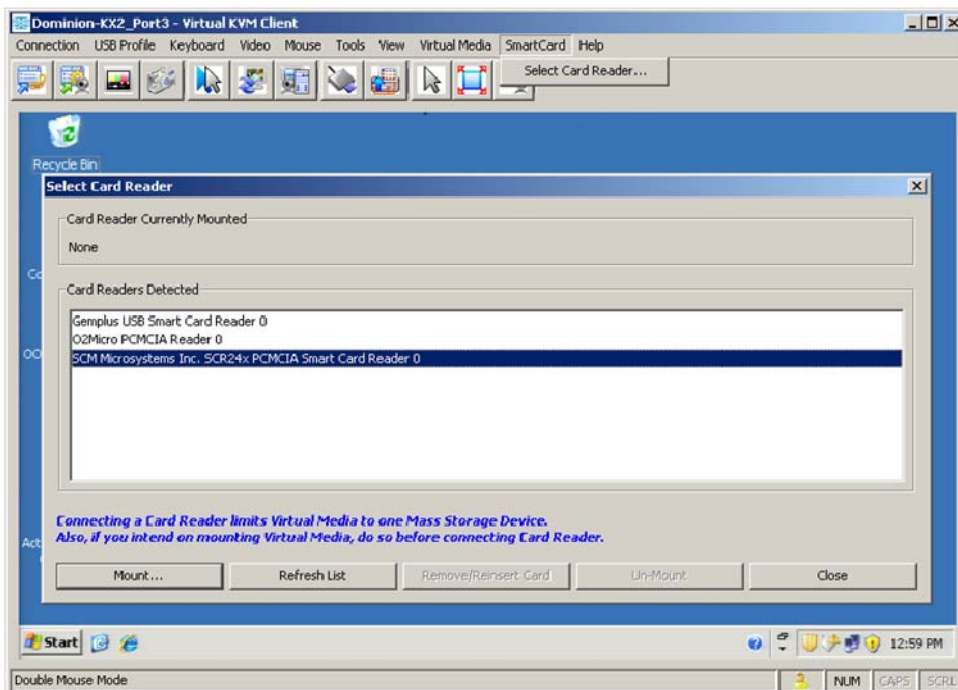 Dominion-KX2_Port3 - Virtual KVM Client
Connection USB Profile Keyboard Video Mouse Tools View Virtual Media SmartCard Help
Select Card Reader...
Recycle Bin
Select Card Reader
Card Reader Currently Mounted
None
Card Readers Detected
Gemplus USB Smart Card Reader 0
O2Micro PCMCIA Reader 0
SCM Microsystems Inc. SCR24x PCMCIA Smart Card Reader 0
Connecting a Card Reader limits Virtual Media to one Mass Storage Device.
Also, if you intend on mounting Virtual Media, do so before connecting Card Reader.
Mount... Refresh List Remove/Reinsert Card Un-Mount Close
Start 12:59 PM
Double Mouse Mode NUM CAPS SCRL